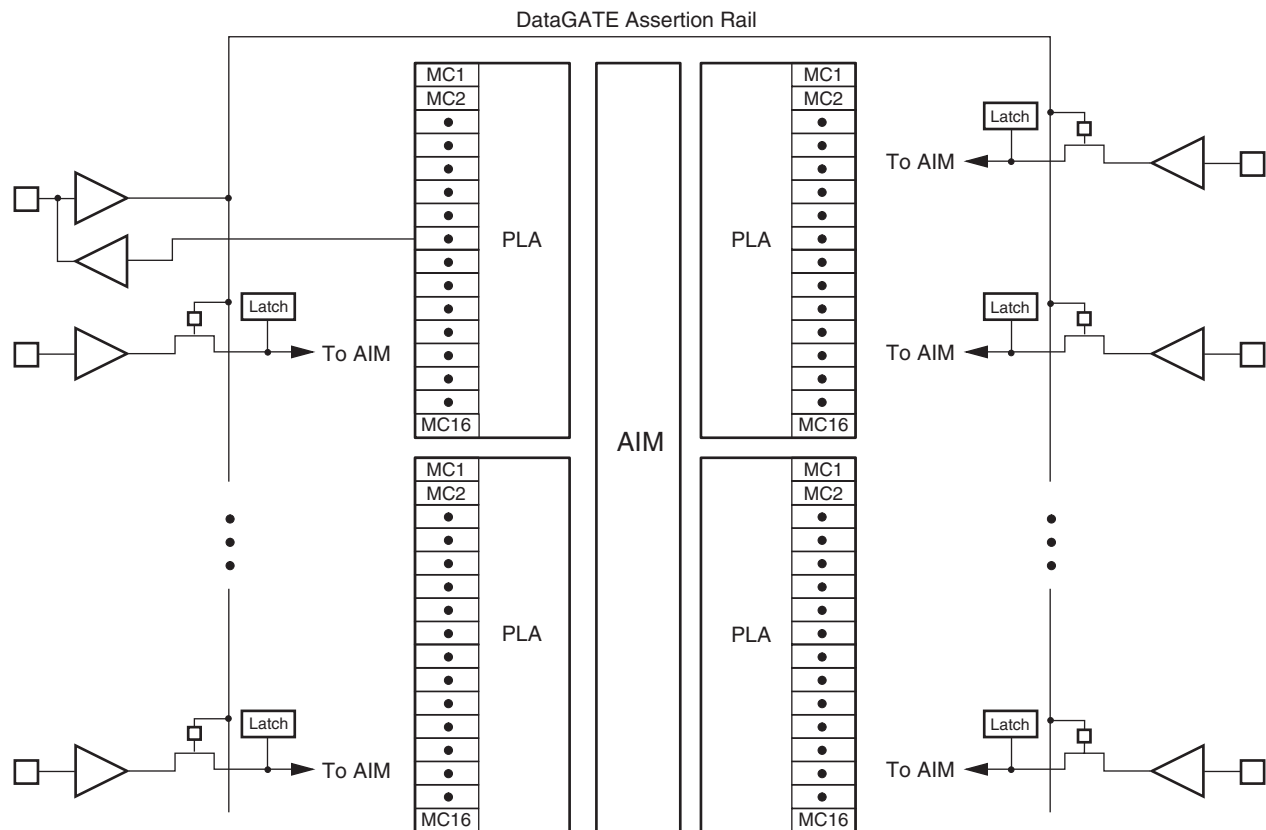 DataGATE Assertion Rail
MC1
MC2
PLA
MC16
MC1
MC2
PLA
MC16
AIM
MC1
MC2
PLA
MC16
MC1
MC2
PLA
MC16
Latch
To AIM
Latch
To AIM
Latch
To AIM
Latch
To AIM
Latch
To AIM